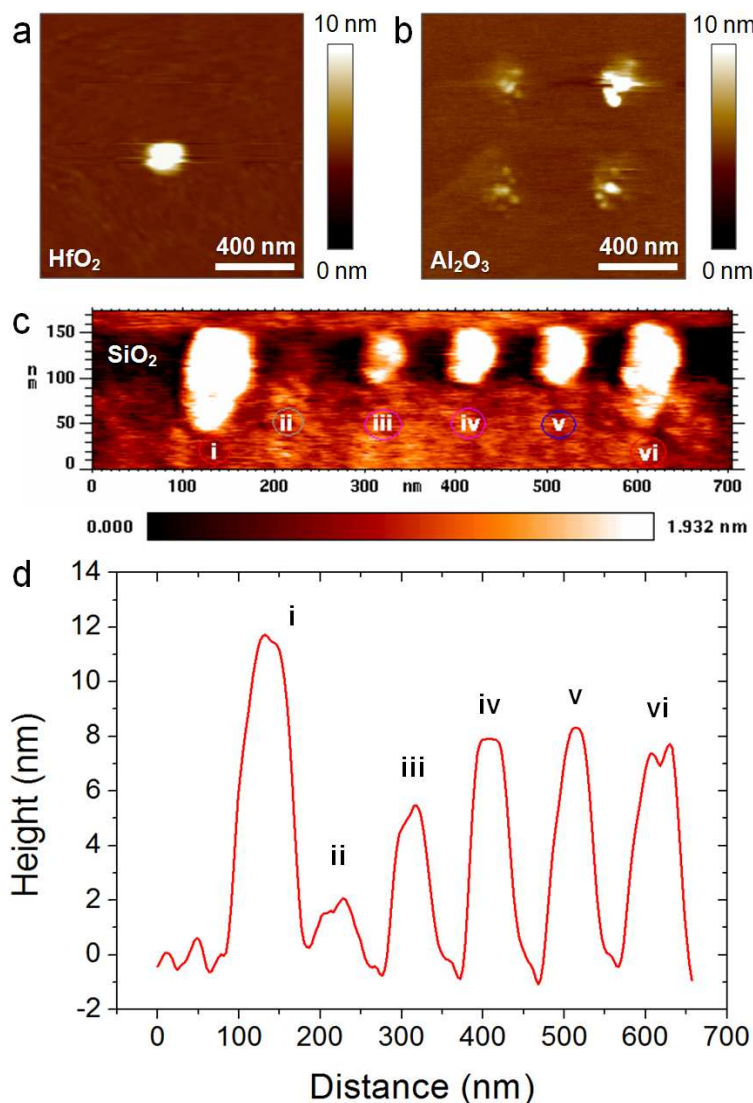 a
10 nm
HfO2
400 nm
0 nm
b
10 nm
Al2O3
400 nm
0 nm
c
SiO2
150
100
50
0
n
m
i
ii
iii
iv
v
vi
0 100 200 300 nm 400 500 600 700
0.000 1.932 nm
d
14
12
10
8
6
4
2
0
-2
Height (nm)
i
ii
iii
iv
v
vi
0 100 200 300 400 500 600 700
Distance (nm)